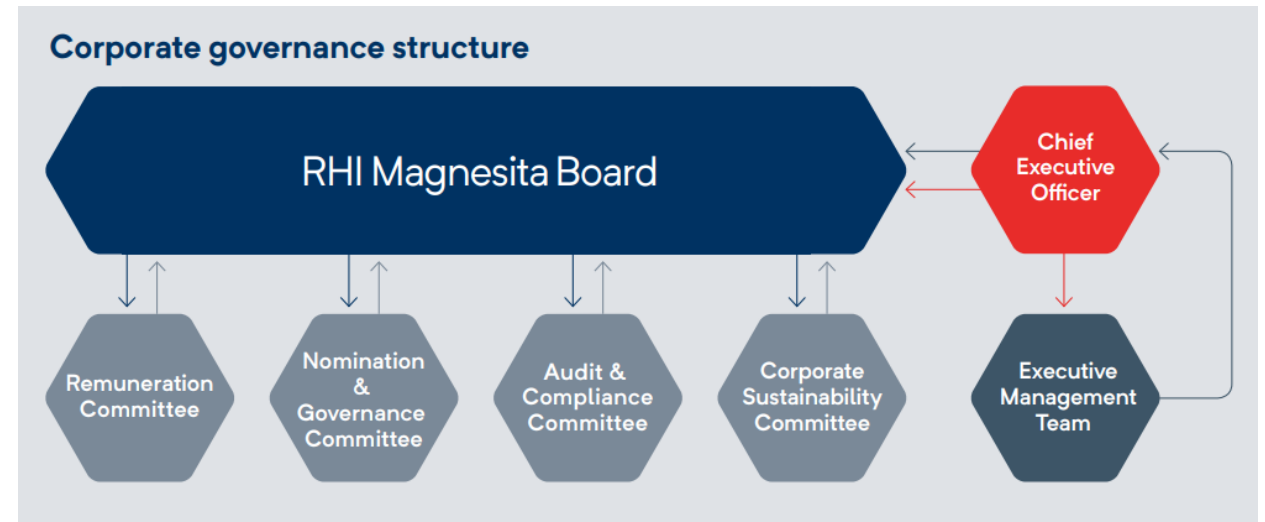 Corporate governance structure
RHI Magnesita Board
Chief
Executive
Officer
Remuneration
Committee
Nomination
&
Governance
Committee
Audit &
Compliance
Committee
Corporate
Sustainability
Committee
Executive
Management
Team